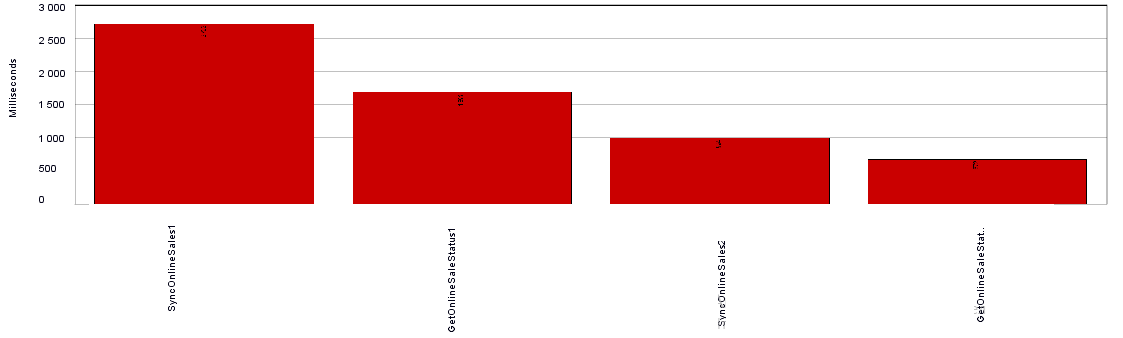 3 000
2 500
2 000
1 500
1 000
500
0
Milliseconds
SyncOnlineSales1
GetOnlineSaleStatus1
SyncOnlineSales2
GetOnlineSaleStat..